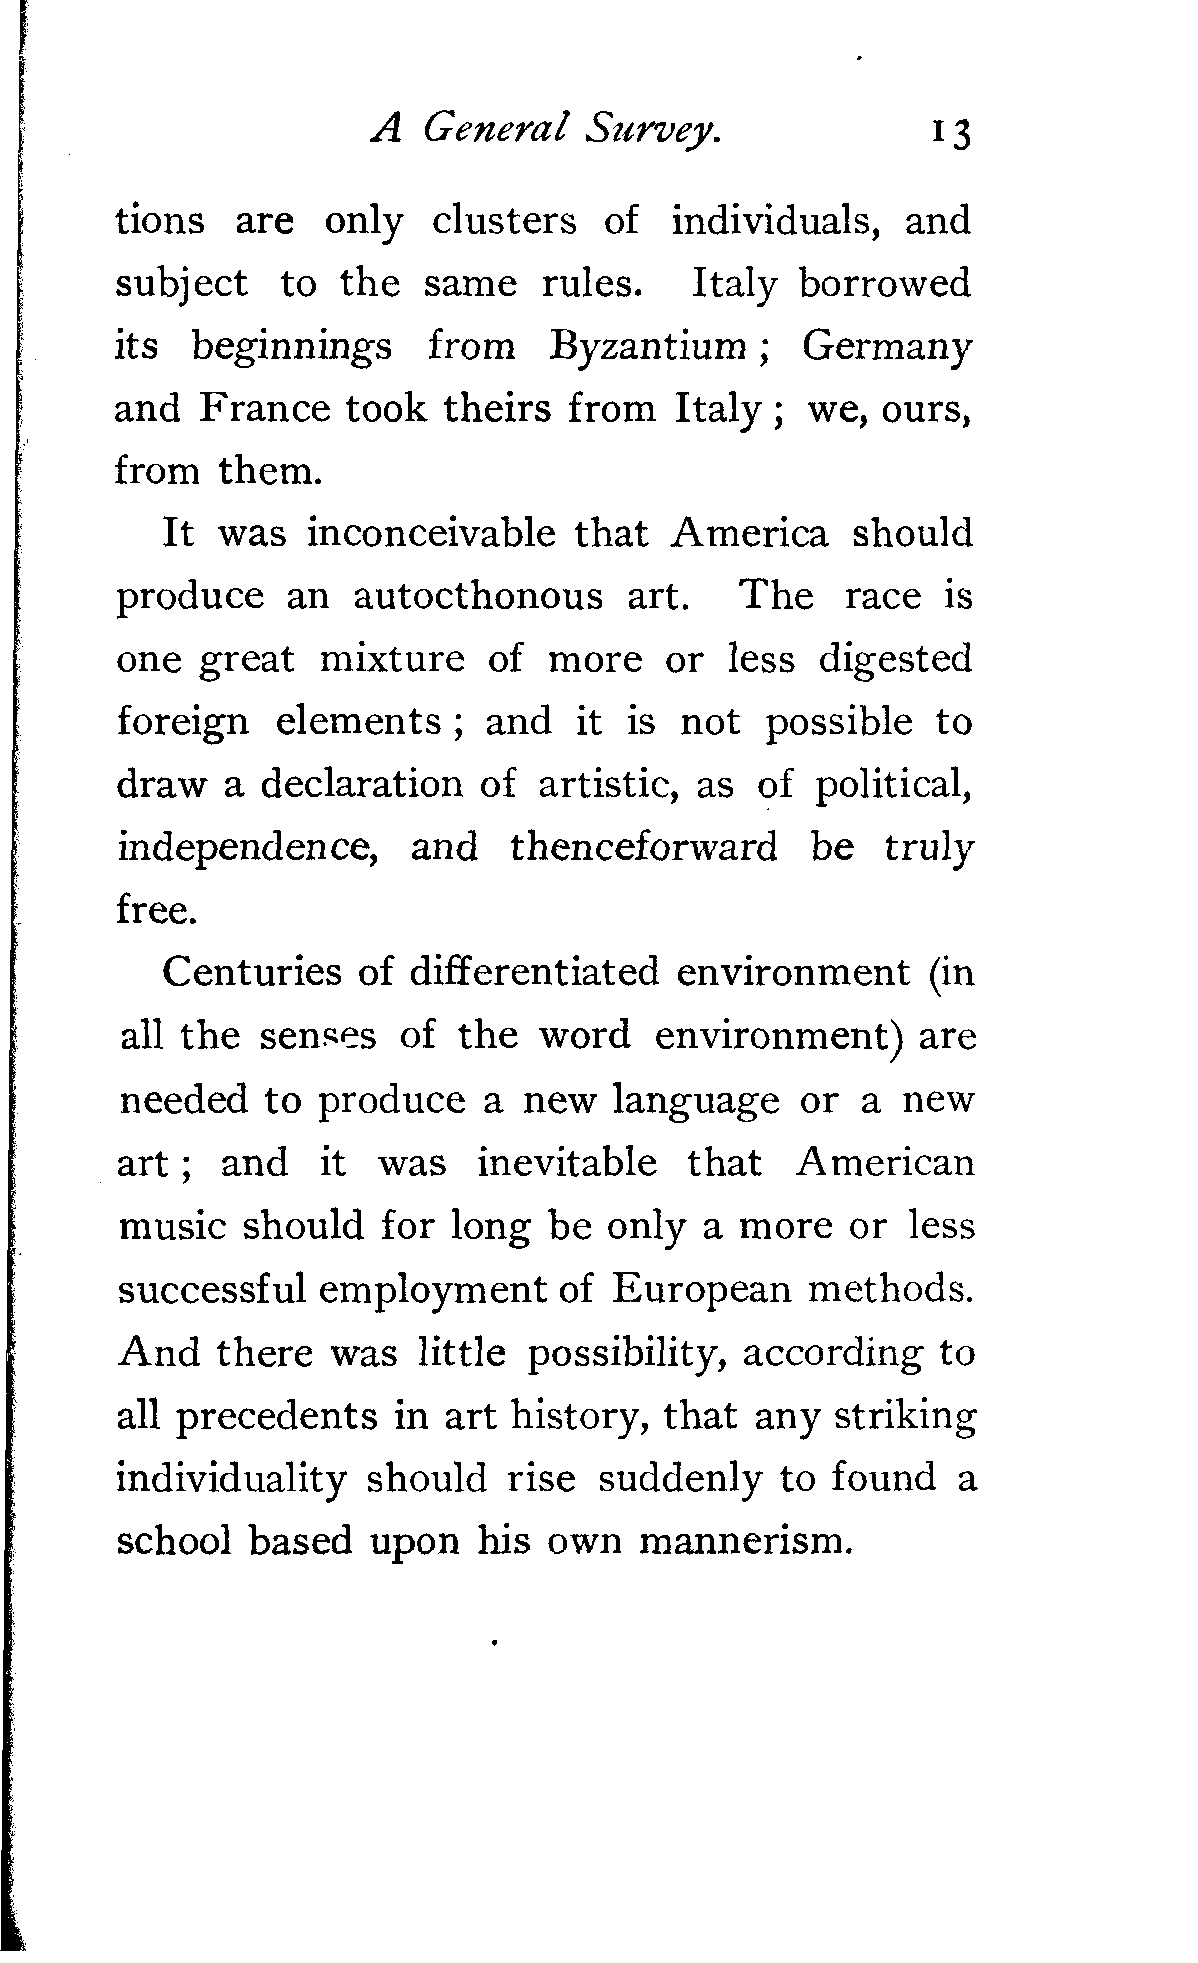 A General Survey. 13
tions are only clusters of individuals, and
subject to the same rules. Italy borrowed
its beginnings from Byzantium ; Germany
and France took theirs from Italy ; we, ours,
from them.
It was inconceivable that America should
produce an autocthonous art. The race is
one great mixture of more or less digested
foreign elements ; and it is not possible to
draw a declaration of artistic, as of political,
independence, and thenceforward be truly
free.
Centuries of differentiated environment (in
all the senses of the word environment) are
needed to produce a new language or a new
art ; and it was inevitable that American
music should for long be only a more or less
successful employment of European methods.
And there was little possibility, according to
all precedents in art history, that any striking
individuality should rise suddenly to found a
school based upon his own mannerism.